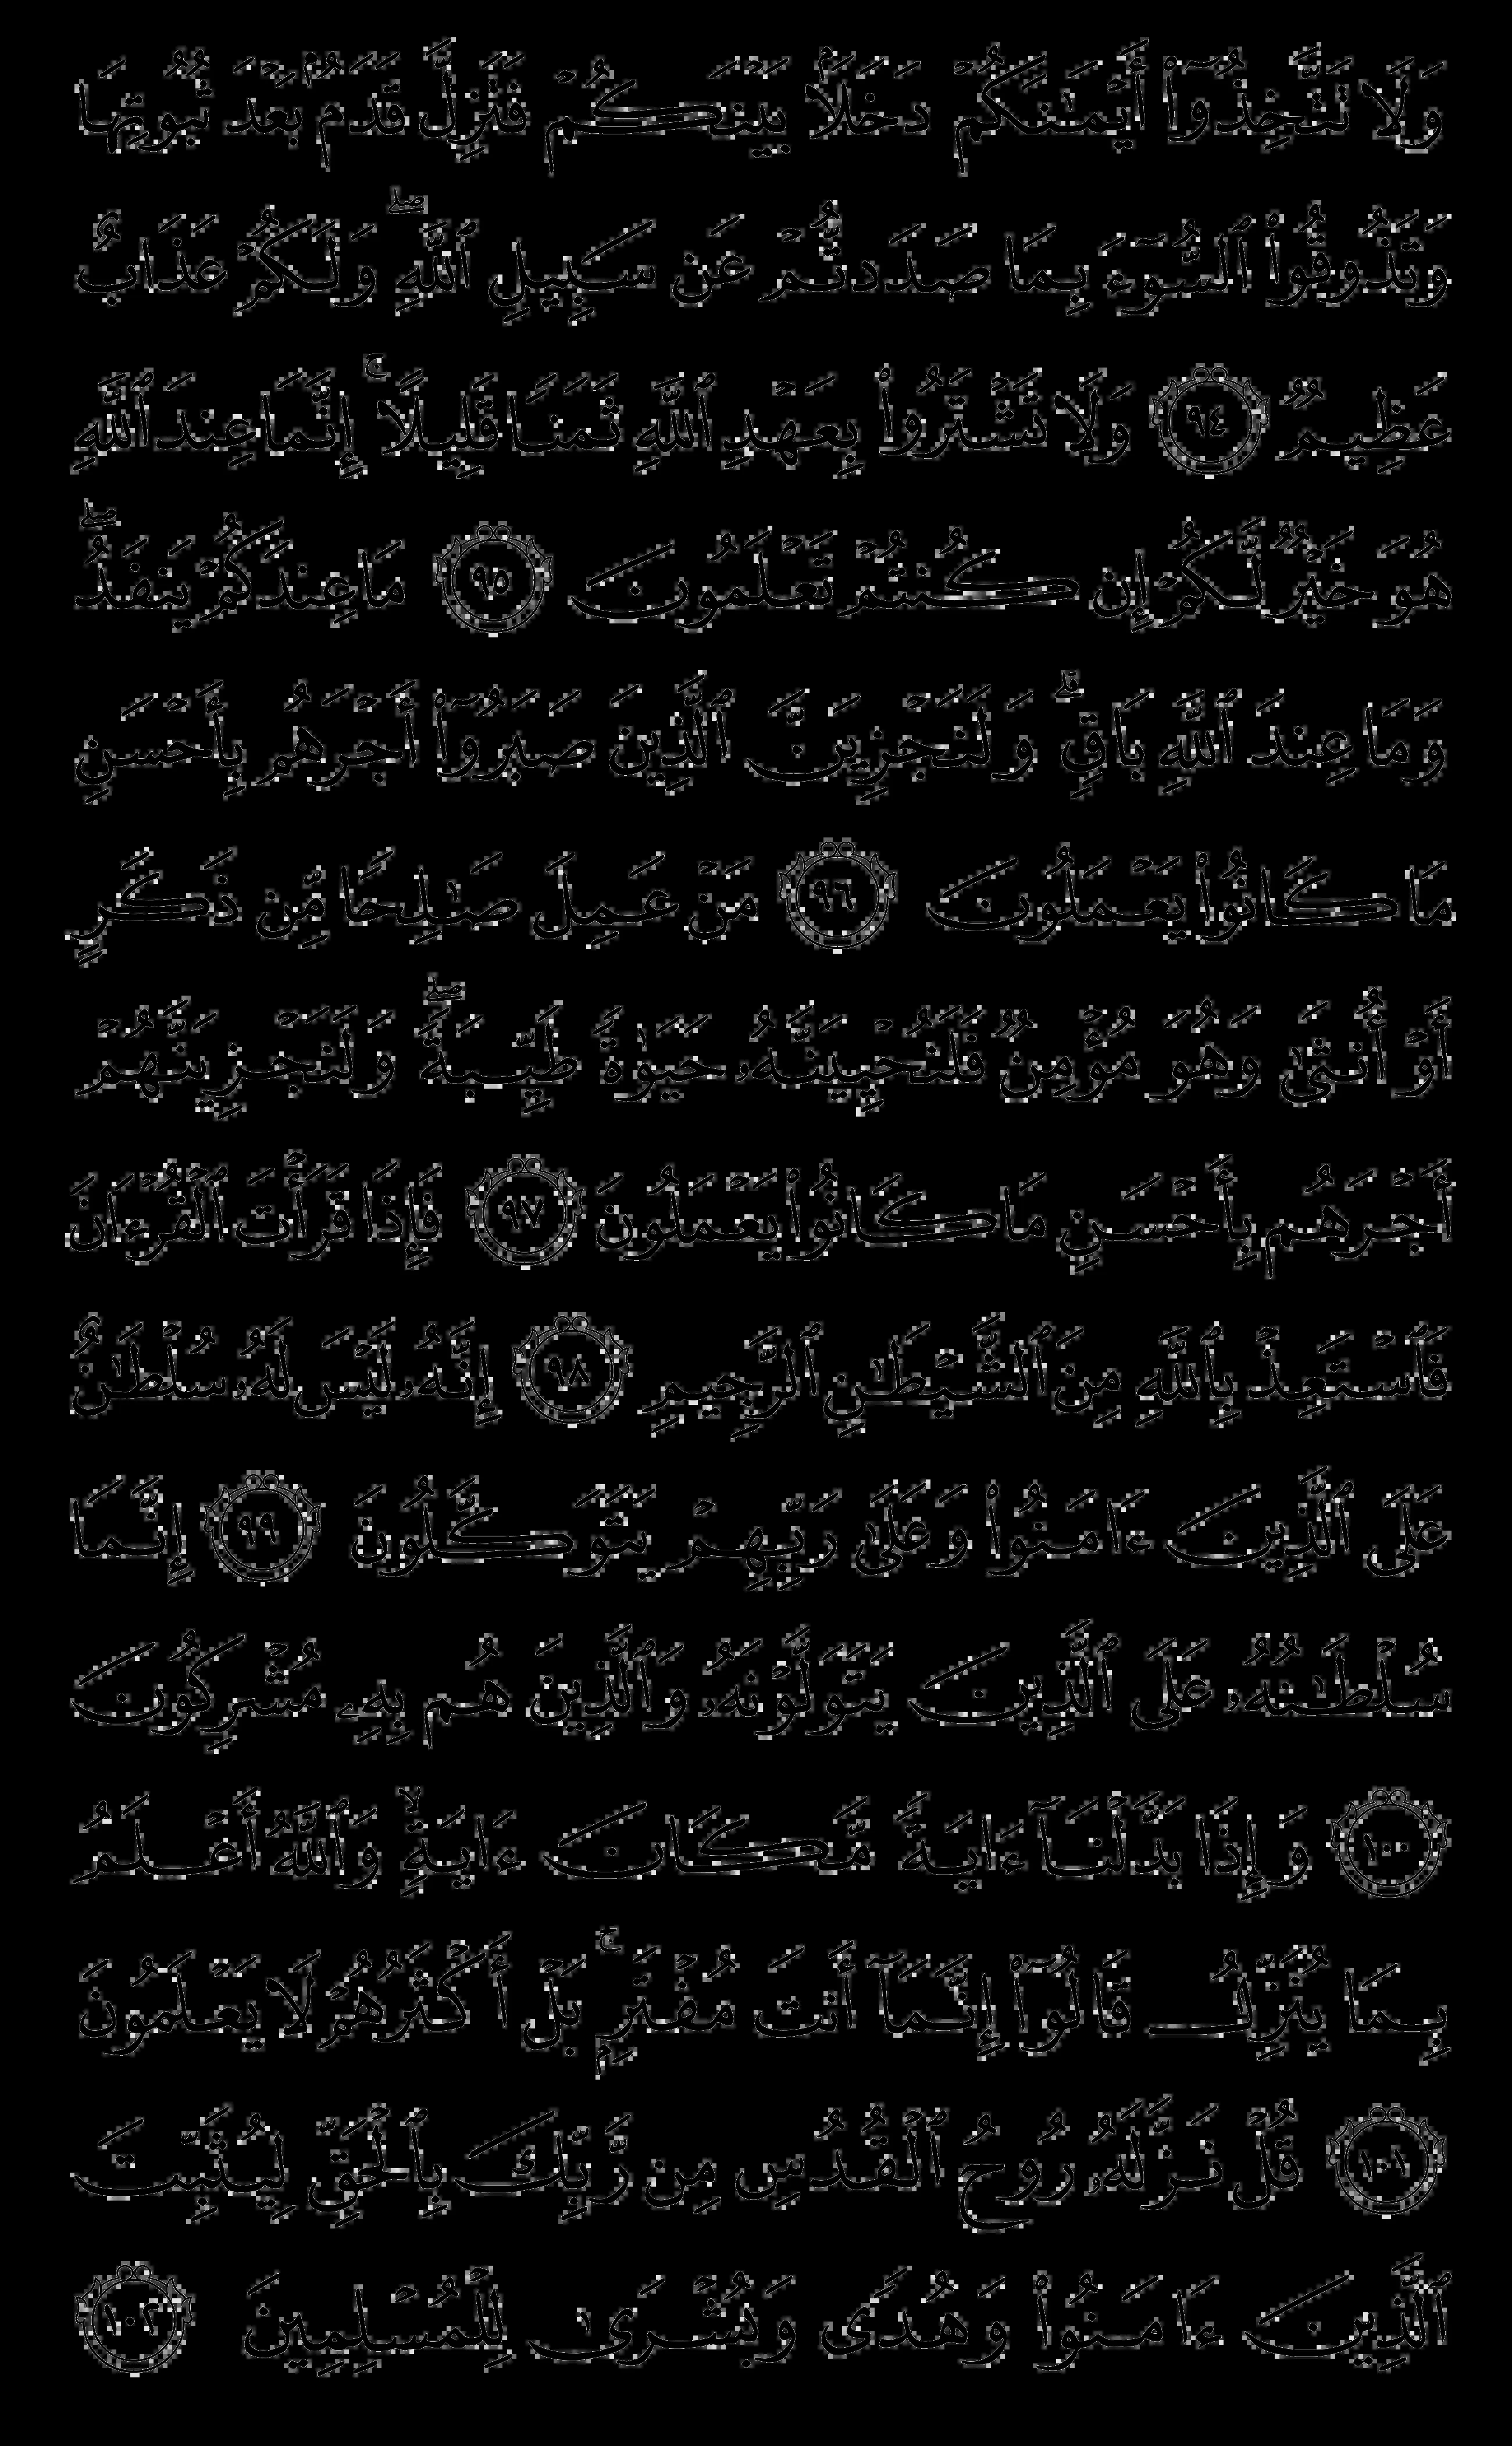 وَلَا تَتَّخِذُوٓا۟ أَيْمَـٰنَكُمْ دَخَلًۢا بَيْنَكُمْ فَتَزِلَّ قَدَمٌۢ بَعْدَ ثُبُوتِهَا
وَتَذُوقُوا۟ ٱلسُّوٓءَ بِمَا صَدَدتُّمْ عَن سَبِيلِ ٱللَّهِ ۖ وَلَكُمْ عَذَابٌ
عَظِيمٌ ٩٤ وَلَا تَشْتَرُوا۟ بِعَهْدِ ٱللَّهِ ثَمَنًا قَلِيلًا ۚ إِنَّمَا عِندَ ٱللَّهِ
هُوَ خَيْرٌ لَّكُمْ إِن كُنتُمْ تَعْلَمُونَ ٩٥ مَا عِندَكُمْ يَنفَدُ ۖ
وَمَا عِندَ ٱللَّهِ بَاقٍ ۗ وَلَنَجْزِيَنَّ ٱلَّذِينَ صَبَرُوٓا۟ أَجْرَهُم بِأَحْسَنِ
مَا كَانُوا۟ يَعْمَلُونَ ٩٦ مَنْ عَمِلَ صَـٰلِحًا مِّن ذَكَرٍ
أَوْ أُنثَىٰ وَهُوَ مُؤْمِنٌ فَلَنُحْيِيَنَّهُۥ حَيَوٰةً طَيِّبَةً ۖ وَلَنَجْزِيَنَّهُمْ
أَجْرَهُم بِأَحْسَنِ مَا كَانُوا۟ يَعْمَلُونَ ٩٧ فَإِذَا قَرَأْتَ ٱلْقُرْءَانَ
فَٱسْتَعِذْ بِٱللَّهِ مِنَ ٱلشَّيْطَـٰنِ ٱلرَّجِيمِ ٩٨ إِنَّهُۥ لَيْسَ لَهُۥ سُلْطَـٰنٌ
عَلَى ٱلَّذِينَ ءَامَنُوا۟ وَعَلَىٰ رَبِّهِمْ يَتَوَكَّلُونَ ٩٩ إِنَّمَا
سُلْطَـٰنُهُۥ عَلَى ٱلَّذِينَ يَتَوَلَّوْنَهُۥ وَٱلَّذِينَ هُم بِهِۦ مُشْرِكُونَ
١٠٠ وَإِذَا بَدَّلْنَآ ءَايَةً مَّكَانَ ءَايَةٍ ۙ وَٱللَّهُ أَعْلَمُ
بِمَا يُنَزِّلُ قَالُوٓا۟ إِنَّمَآ أَنتَ مُفْتَرٍۭ ۚ بَلْ أَكْثَرُهُمْ لَا يَعْلَمُونَ
١٠١ قُلْ نَزَّلَهُۥ رُوحُ ٱلْقُدُسِ مِن رَّبِّكَ بِٱلْحَقِّ لِيُثَبِّتَ
ٱلَّذِينَ ءَامَنُوا۟ وَهُدًى وَبُشْرَىٰ لِلْمُسْلِمِينَ ١٠٢